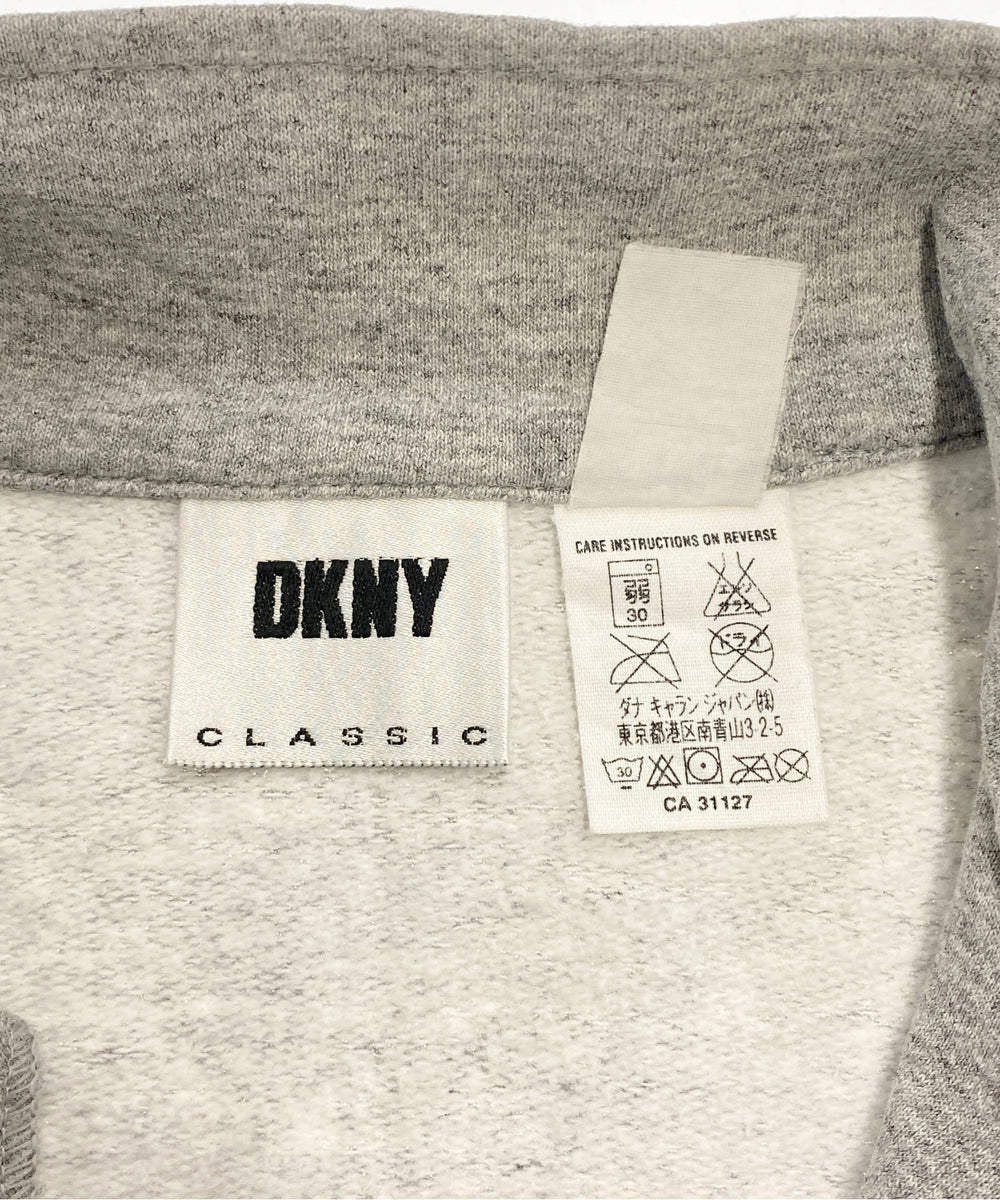 DKNY
CLASSIC
CARE INSTRUCTIONS ON REVERSE
弱
30
エンソ
サラシ
ドライ
ダナ キャラン ジャパン(株)
東京都港区南青山3-2-5
30
CA 31127